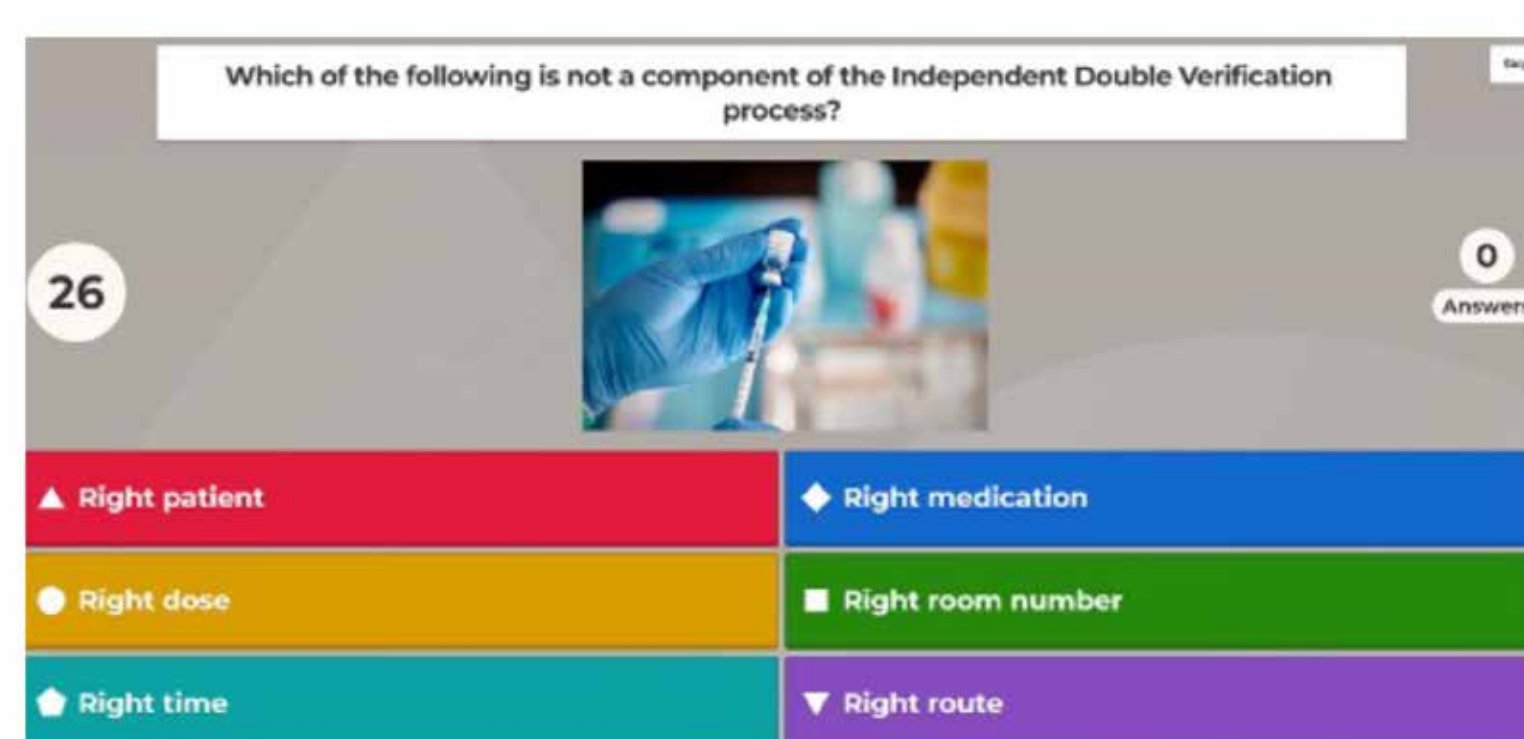 Which of the following is not a component of the Independent Double Verification
process?
26
0
Answers
Right patient
Right medication
Right dose
Right room number
Right time
Right route